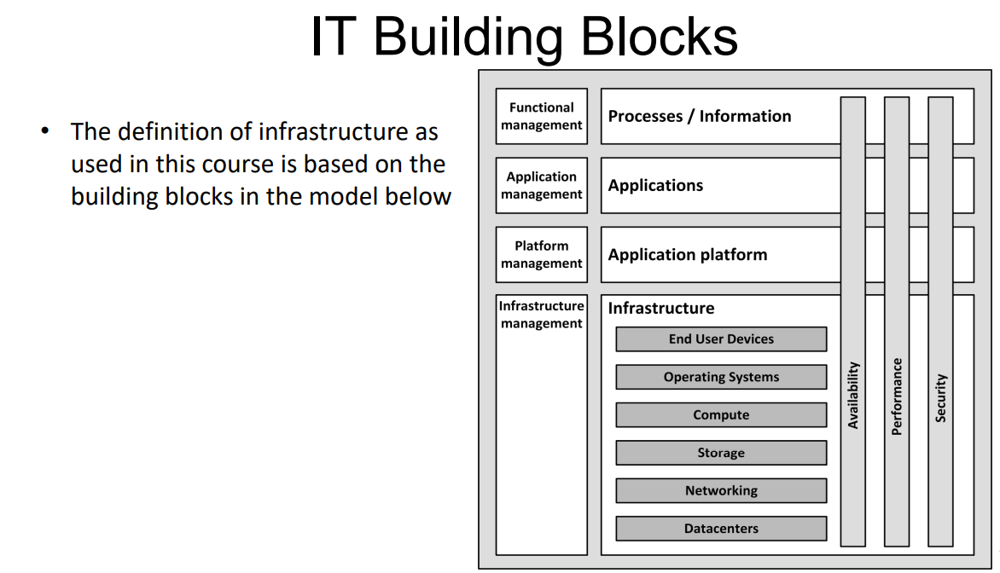 IT Building Blocks
• The definition of infrastructure as
used in this course is based on the
building blocks in the model below
Functional
management
Processes / Information
Application
management
Applications
Platform
management
Application platform
Infrastructure
management
Infrastructure
End User Devices
Operating Systems
Compute
Storage
Networking
Datacenters
Availability
Performance
Security